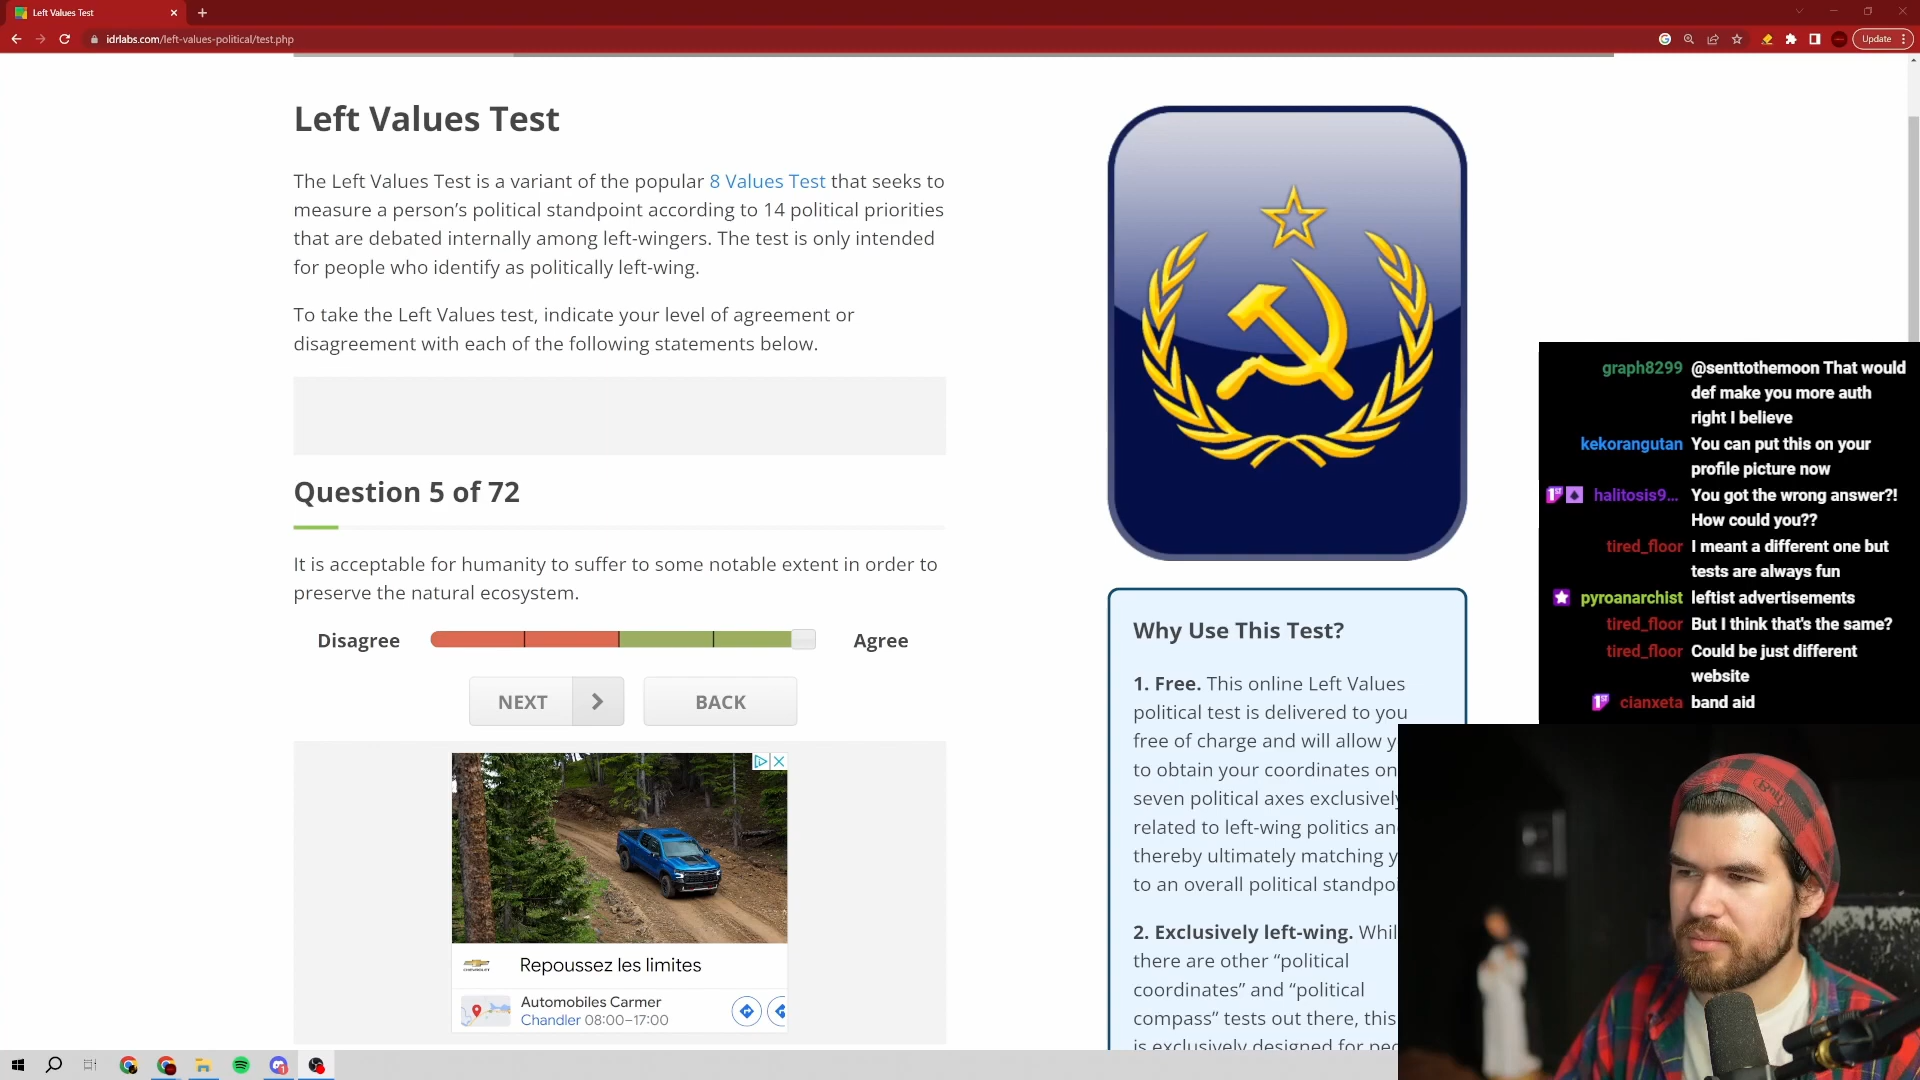 Left Values Test
idrlabs.com/left-values-political/test.php
Update
Left Values Test
The Left Values Test is a variant of the popular 8 Values Test that seeks to
measure a person’s political standpoint according to 14 political priorities
that are debated internally among left-wingers. The test is only intended
for people who identify as politically left-wing.
To take the Left Values test, indicate your level of agreement or
disagreement with each of the following statements below.
Question 5 of 72
It is acceptable for humanity to suffer to some notable extent in order to
preserve the natural ecosystem.
Disagree
Agree
NEXT
BACK
CHEVROLET
Repoussez les limites
Automobiles Carmer
Chandler 08:00–17:00
Why Use This Test?
1. Free. This online Left Values
political test is delivered to you
free of charge and will allow y
to obtain your coordinates on
seven political axes exclusively
related to left-wing politics an
thereby ultimately matching y
to an overall political standpoi
2. Exclusively left-wing. Whil
there are other “political
coordinates” and “political
compass” tests out there, this
is exclusively designed for peo
graph8299 @senttothemoon That would
def make you more auth
right I believe
kekorangutan You can put this on your
profile picture now
halitosis9... You got the wrong answer?!
How could you??
tired_floor I meant a different one but
tests are always fun
pyroanarchist leftist advertisements
tired_floor But I think that's the same?
tired_floor Could be just different
website
cianxeta band aid